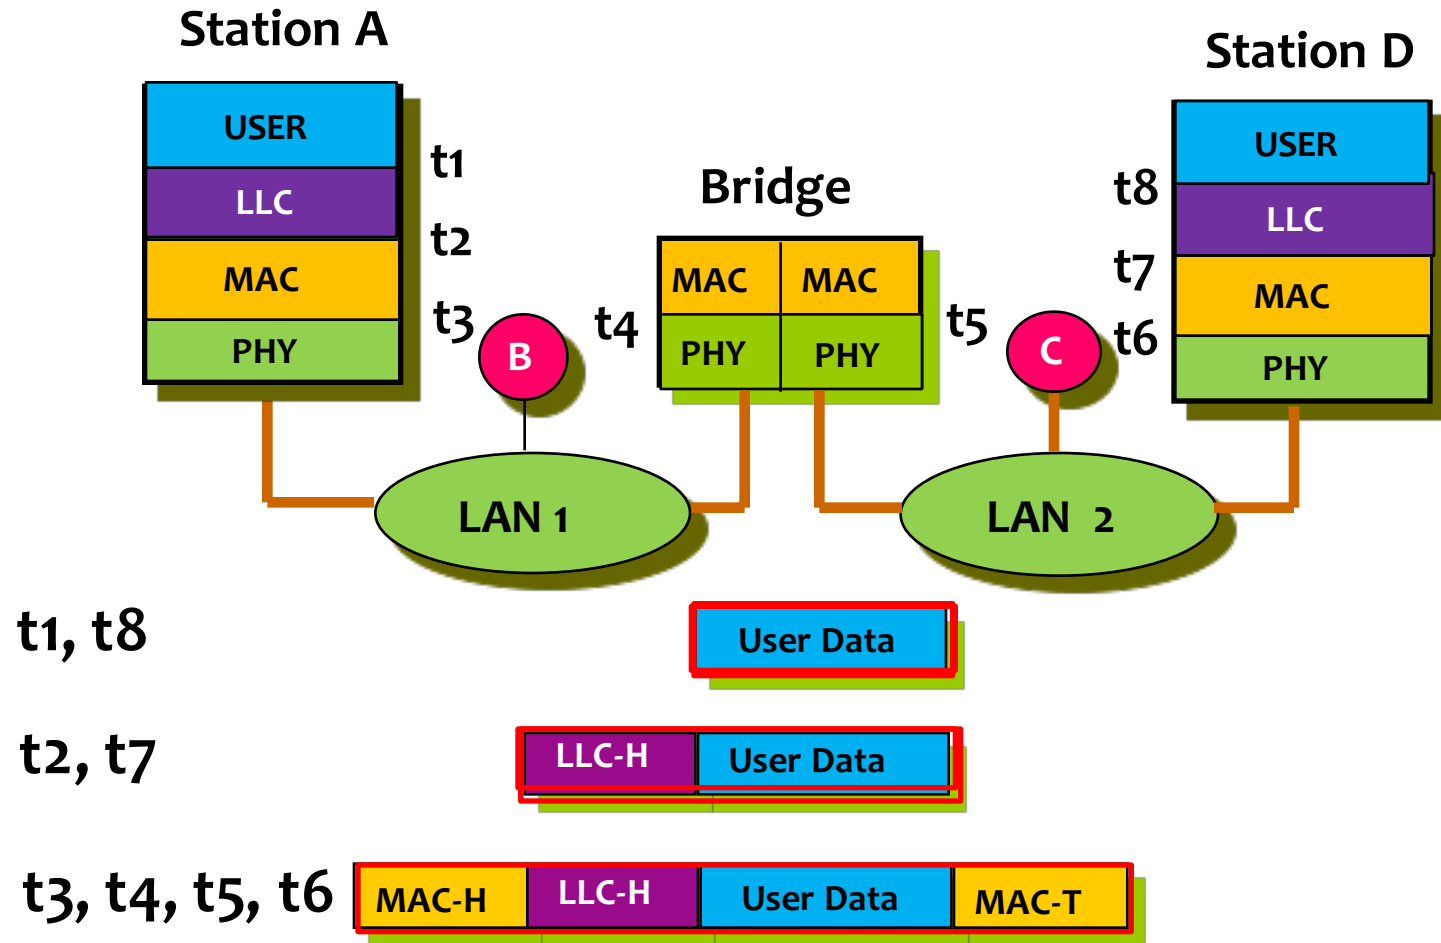 Station A
Station D
USER
LLC
MAC
PHY
t1
t2
t3
B
Bridge
MAC MAC
PHY PHY
t4
t5
C
t8
t7
t6
USER
LLC
MAC
PHY
LAN 1
LAN 2
t1, t8
User Data
t2, t7
LLC-H User Data
t3, t4, t5, t6
MAC-H LLC-H User Data MAC-T